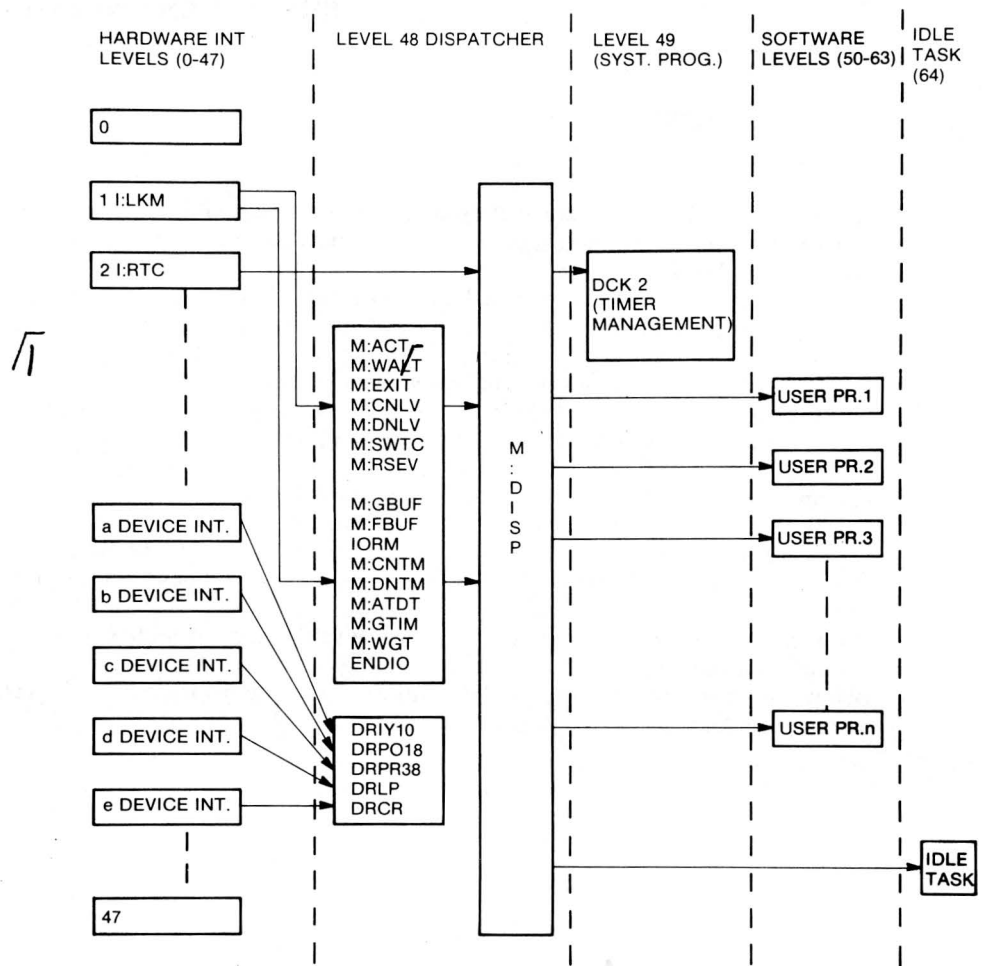 HARDWARE INT
LEVELS (0-47)
LEVEL 48 DISPATCHER
LEVEL 49
(SYST. PROG.)
SOFTWARE
LEVELS (50-63)
IDLE
TASK
(64)
0
1 I:LKM
2 I:RTC
DCK 2
(TIMER
MANAGEMENT)
M:ACT
M:WAIT
M:EXIT
M:CNLV
M:DNLV
M:SWTC
M:RSEV
M:GBUF
M:FBUF
IORM
M:CNTM
M:DNTM
M:ATDT
M:GTIM
M:WGT
ENDIO
M:DISP
USER PR.1
USER PR.2
USER PR.3
USER PR.n
a DEVICE INT.
b DEVICE INT.
c DEVICE INT.
d DEVICE INT.
e DEVICE INT.
DRIY10
DRPO18
DRPR38
DRLP
DRCR
IDLE
TASK
47